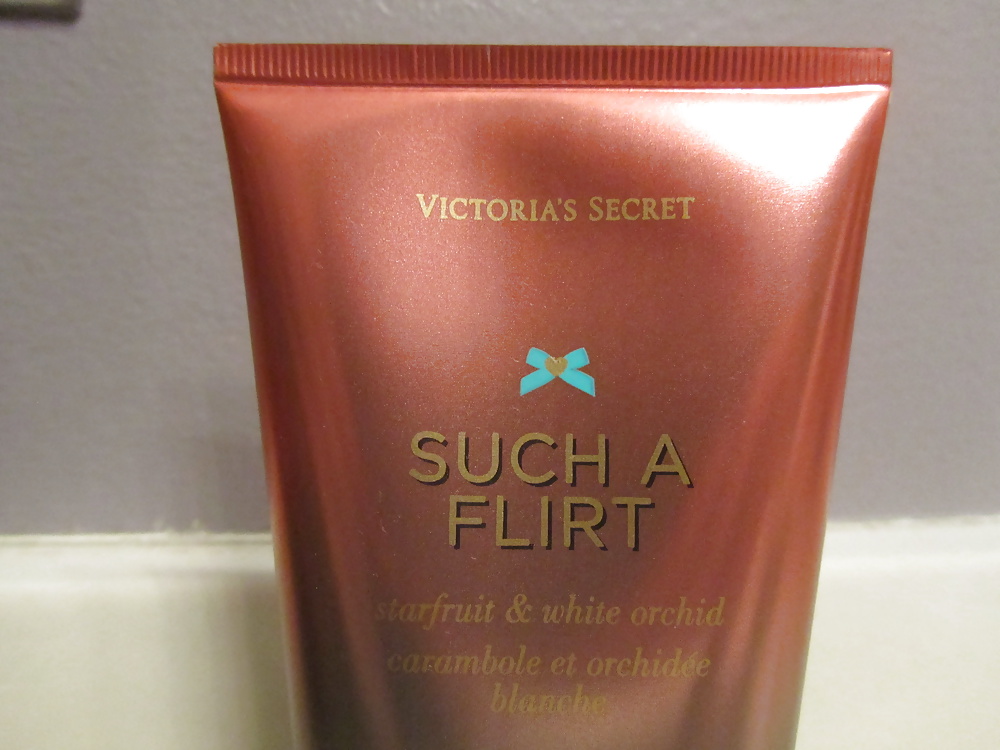 VICTORIA'S SECRET
SUCH A
FLIRT
starfruit & white orchid
carambole et orchidée
blanche